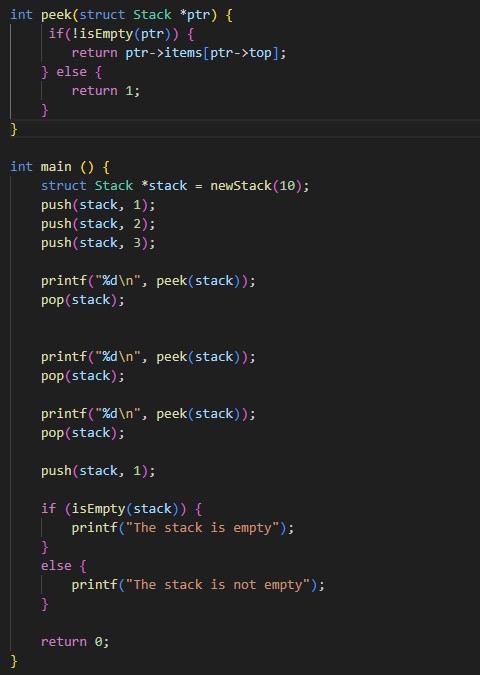 int peek(struct Stack *ptr) {
if(!isEmpty(ptr)) {
return ptr->items[ptr->top];
} else {
return 1;
}
}
int main () {
struct Stack *stack = newStack(10);
push(stack, 1);
push(stack, 2);
push(stack, 3);
printf("%d\n", peek(stack));
pop(stack);
printf("%d\n", peek(stack));
pop(stack);
printf("%d\n", peek(stack));
pop(stack);
push(stack, 1);
if (isEmpty(stack)) {
printf("The stack is empty");
}
else {
printf("The stack is not empty");
}
return 0;
}